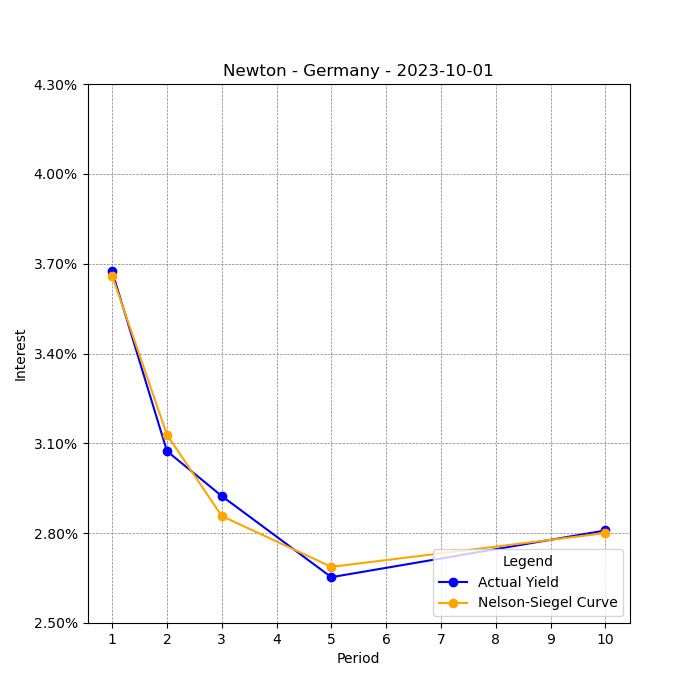 Newton - Germany - 2023-10-01
4.30%
4.00%
3.70%
3.40%
3.10%
2.80%
2.50%
Interest
1 2 3 4 5 6 7 8 9 10
Period
Legend
Actual Yield
Nelson-Siegel Curve